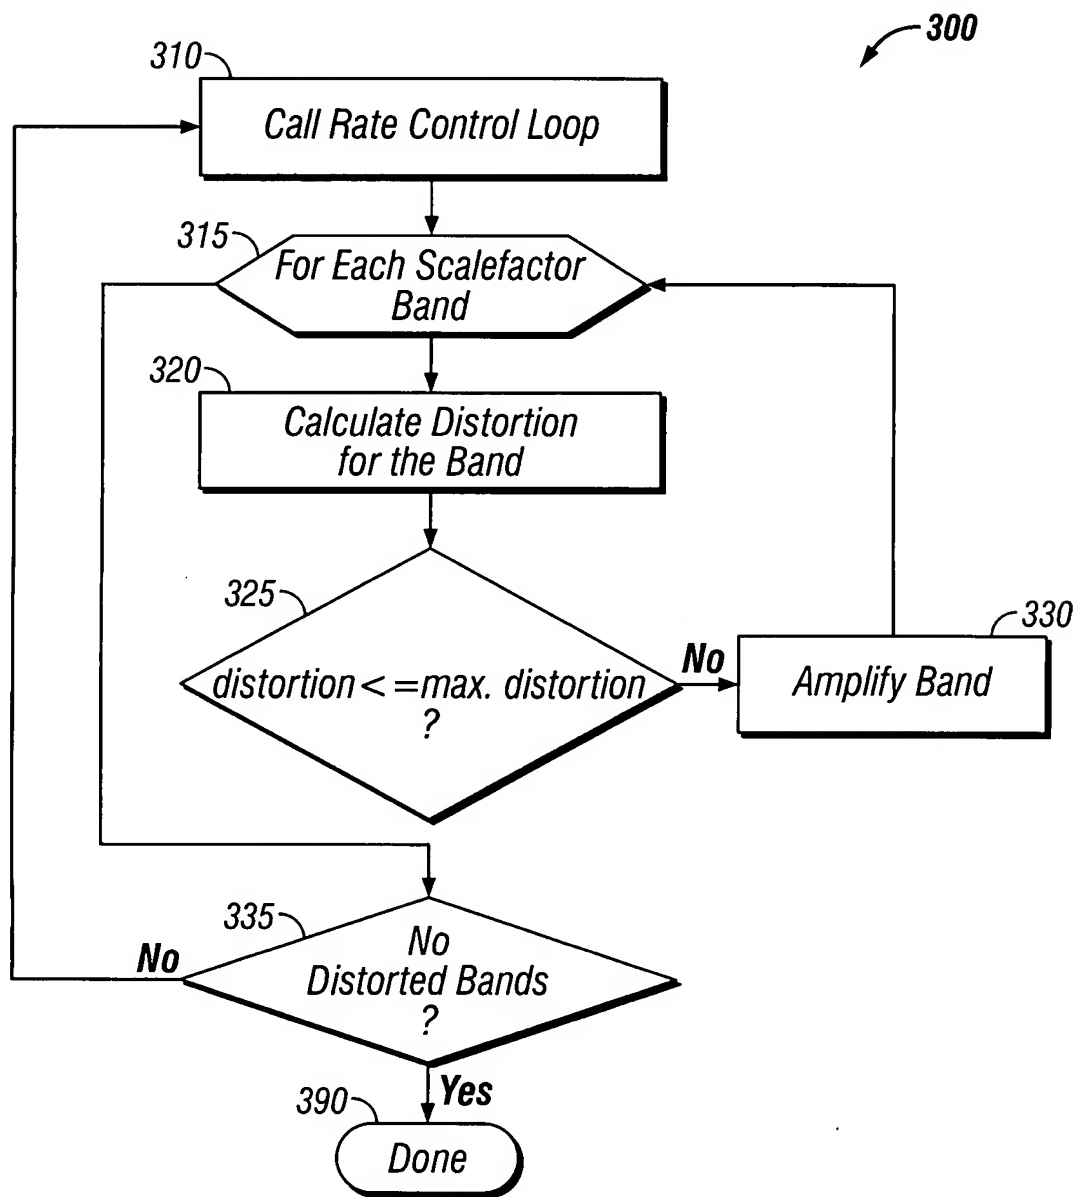 300
310
Call Rate Control Loop
315
For Each Scalefactor
Band
320
Calculate Distortion
for the Band
325
distortion< =max. distortion
?
No
330
Amplify Band
335
No
No
Distorted Bands
?
Yes
390
Done